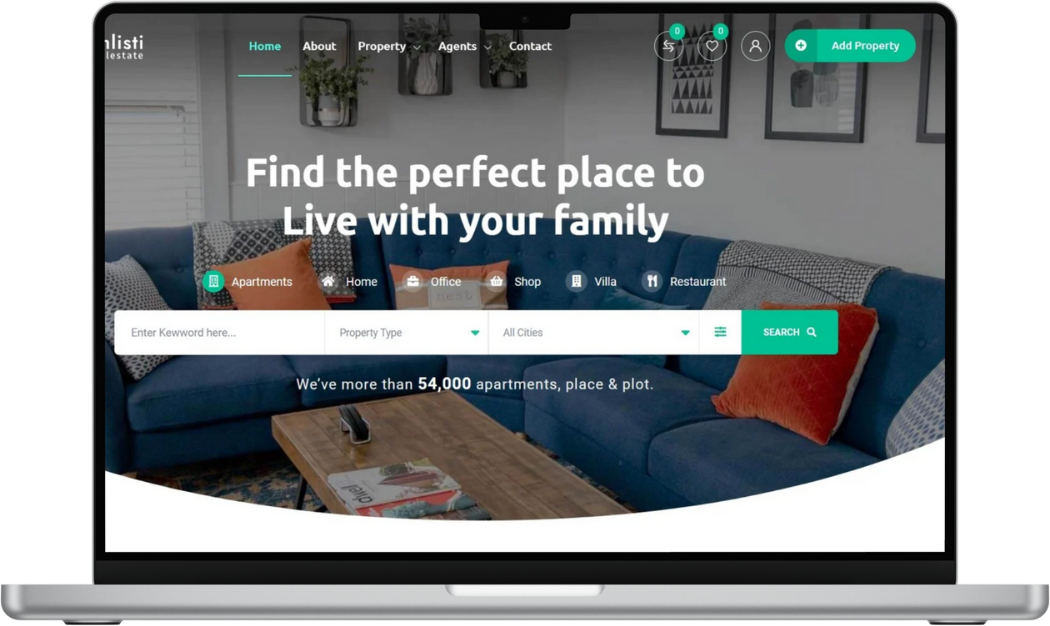 nlisti
lestate
Home
About
Property
Agents
Contact
0
0
Add Property
Find the perfect place to
Live with your family
Apartments
Home
Office
Shop
Villa
Restaurant
Enter Kewword here...
Property Type
All Cities
SEARCH
We've more than 54,000 apartments, place & plot.
dwell